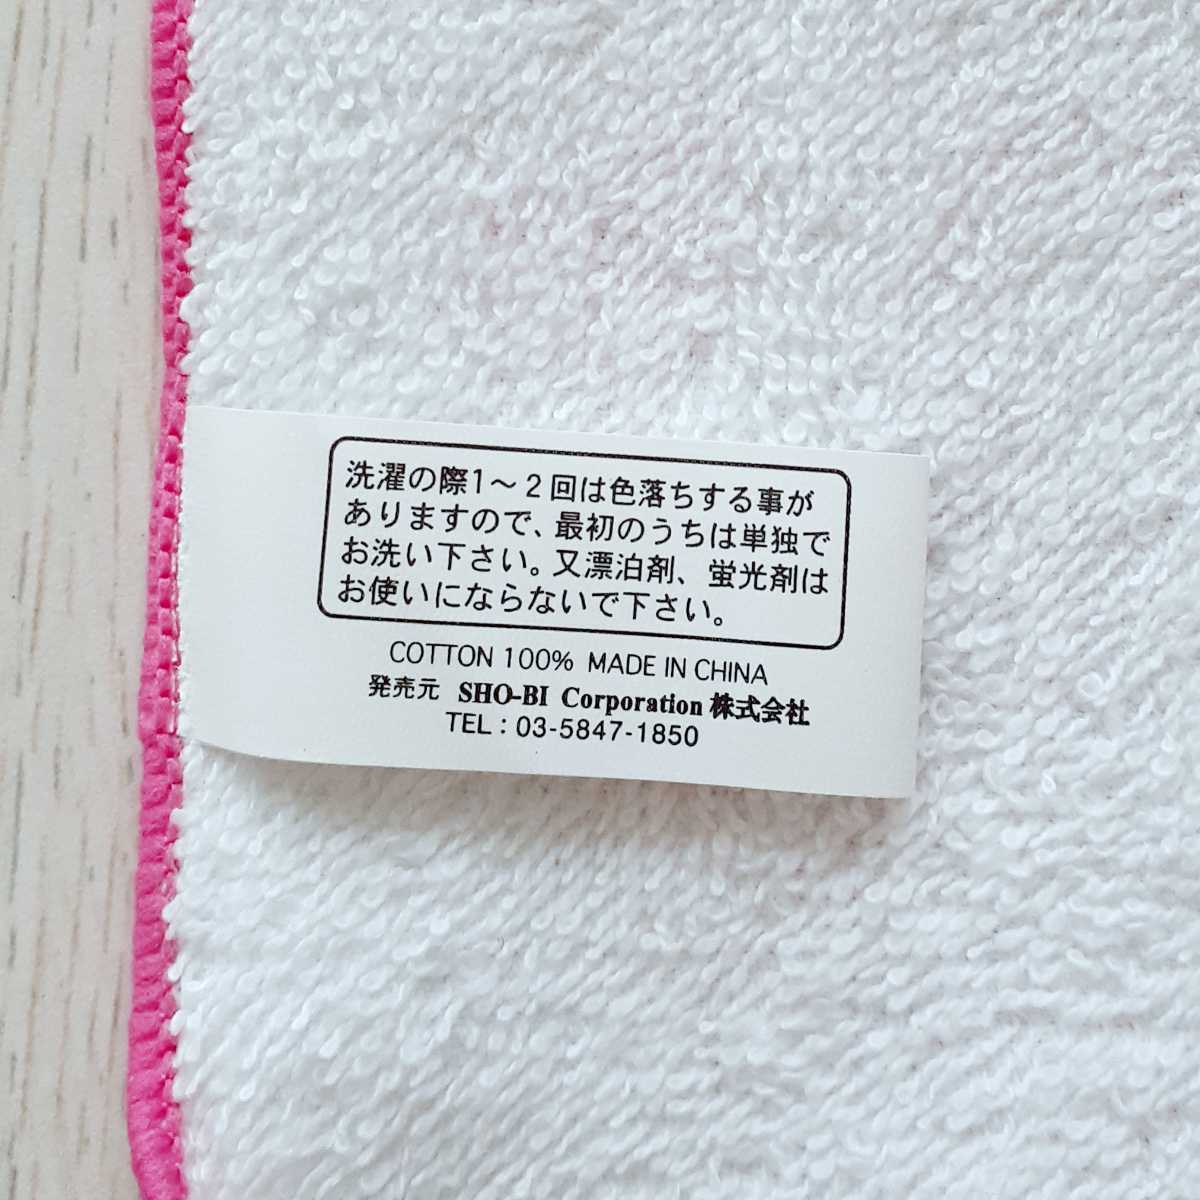 洗濯の際1～2回は色落ちする事が
ありますので、最初のうちは単独で
お洗い下さい。又漂泊剤、蛍光剤は
お使いにならないで下さい。
COTTON 100% MADE IN CHINA
発売元 SHO-BI Corporation 株式会社
TEL : 03-5847-1850